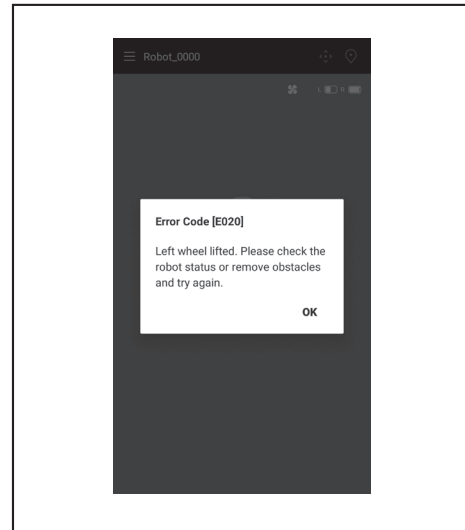 Robot_0000
L R
Error Code [E020]
Left wheel lifted. Please check the
robot status or remove obstacles
and try again.
OK